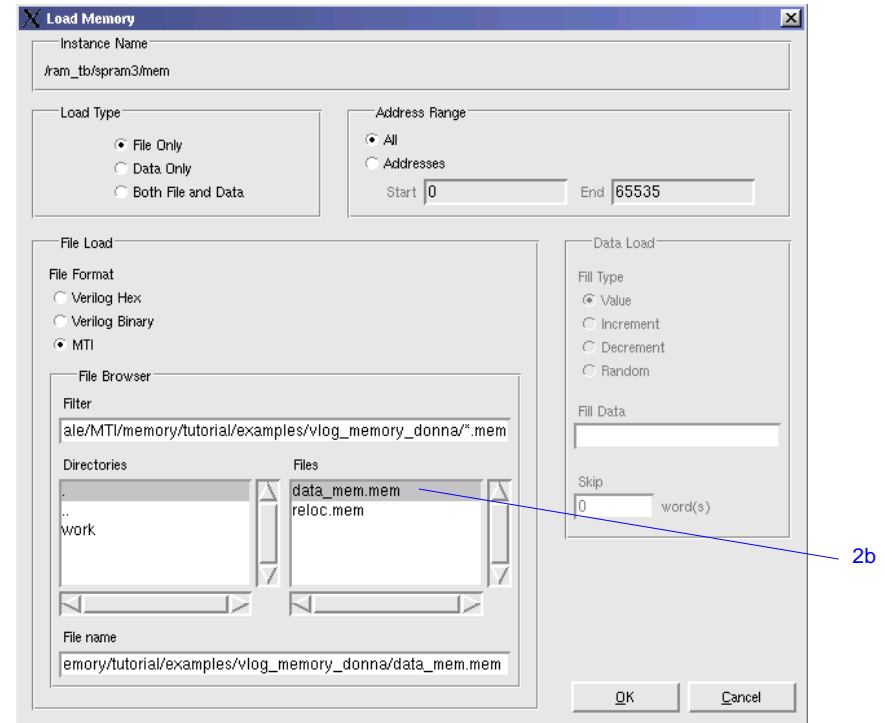 Load Memory
Instance Name
/ram_tb/spram3/mem
Load Type
File Only
Data Only
Both File and Data
Address Range
All
Addresses
Start 0 End 65535
File Load
File Format
Verilog Hex
Verilog Binary
MTI
File Browser
Filter
ale/MTI/memory/tutorial/examples/vlog_memory_donna/*.mem
Directories
.
..
work
Files
data_mem.mem
reloc.mem
File name
emory/tutorial/examples/vlog_memory_donna/data_mem.mem
Data Load
Fill Type
Value
Increment
Decrement
Random
Fill Data
Skip
0 word(s)
2b
OK Cancel